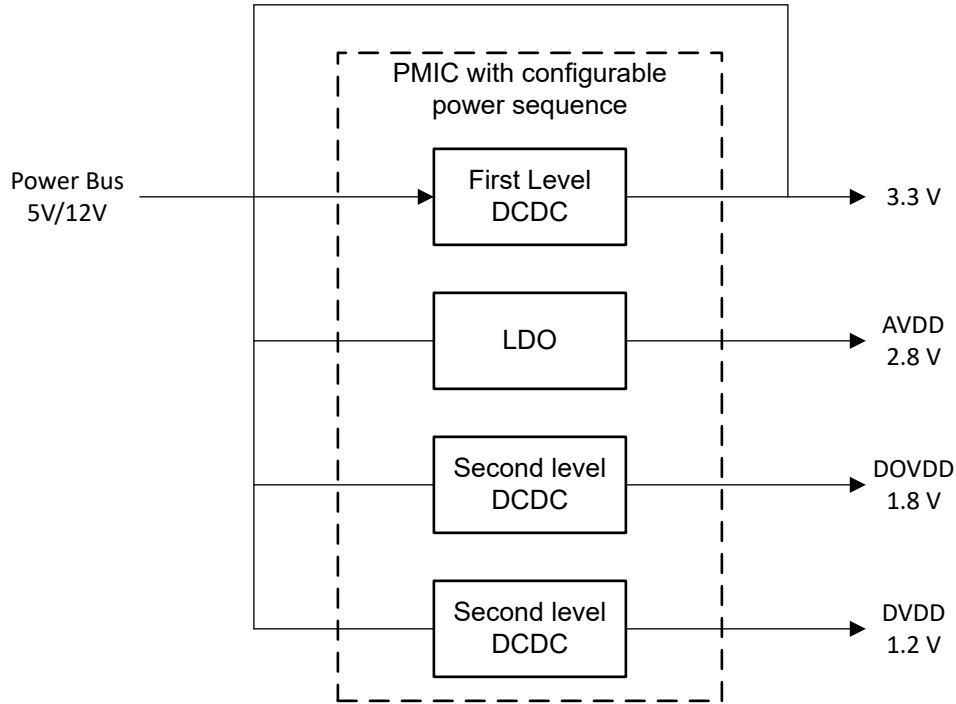 PMIC with configurable
power sequence
Power Bus
5V/12V
First Level
DCDC
3.3 V
LDO
AVDD
2.8 V
Second level
DCDC
DOVDD
1.8 V
Second level
DCDC
DVDD
1.2 V